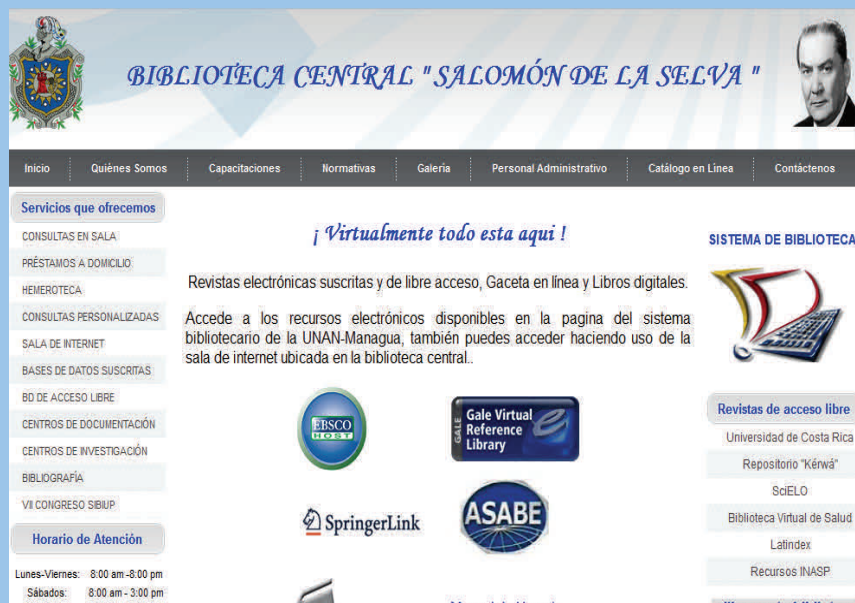 BIBLIOTECA CENTRAL "SALOMÓN DE LA SELVA "
Inicio
Quiènes Somos
Capacitaciones
Normativas
Galería
Personal Administrativo
Catálogo en Linea
Contáctenos
Servicios que ofrecemos
CONSULTAS EN SALA
PRÉSTAMOS A DOMICILIO
HEMEROTECA
CONSULTAS PERSONALIZADAS
SALA DE INTERNET
BASES DE DATOS SUSCRITAS
BD DE ACCESO LIBRE
CENTROS DE DOCUMENTACIÓN
CENTROS DE INVESTIGACIÓN
BIBLIOGRAFÍA
VII CONGRESO SIBIUP
Horario de Atención
Lunes-Viernes: 8:00 am -8:00 pm
Sábados: 8:00 am - 3:00 pm
¡ Virtualmente todo esta aqui !
Revistas electrónicas suscritas y de libre acceso, Gaceta en línea y Libros digitales.
Accede a los recursos electrónicos disponibles en la pagina del sistema
bibliotecario de la UNAN-Managua, también puedes acceder haciendo uso de la
sala de internet ubicada en la biblioteca central..
EBSCO
HOST
GALE
Gale Virtual
Reference
Library
SpringerLink
ASABE
SISTEMA DE BIBLIOTECA
Revistas de acceso libre
Universidad de Costa Rica
Repositorio "Kérwá"
SciELO
Biblioteca Virtual de Salud
Latindex
Recursos INASP